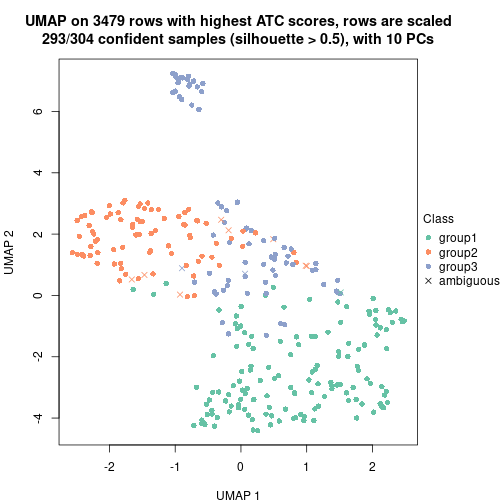 UMAP on 3479 rows with highest ATC scores, rows are scaled
293/304 confident samples (silhouette > 0.5), with 10 PCs
6
4
2
0
-2
-4
UMAP 2
-2
-1
0
1
2
UMAP 1
Class
group1
group2
group3
ambiguous